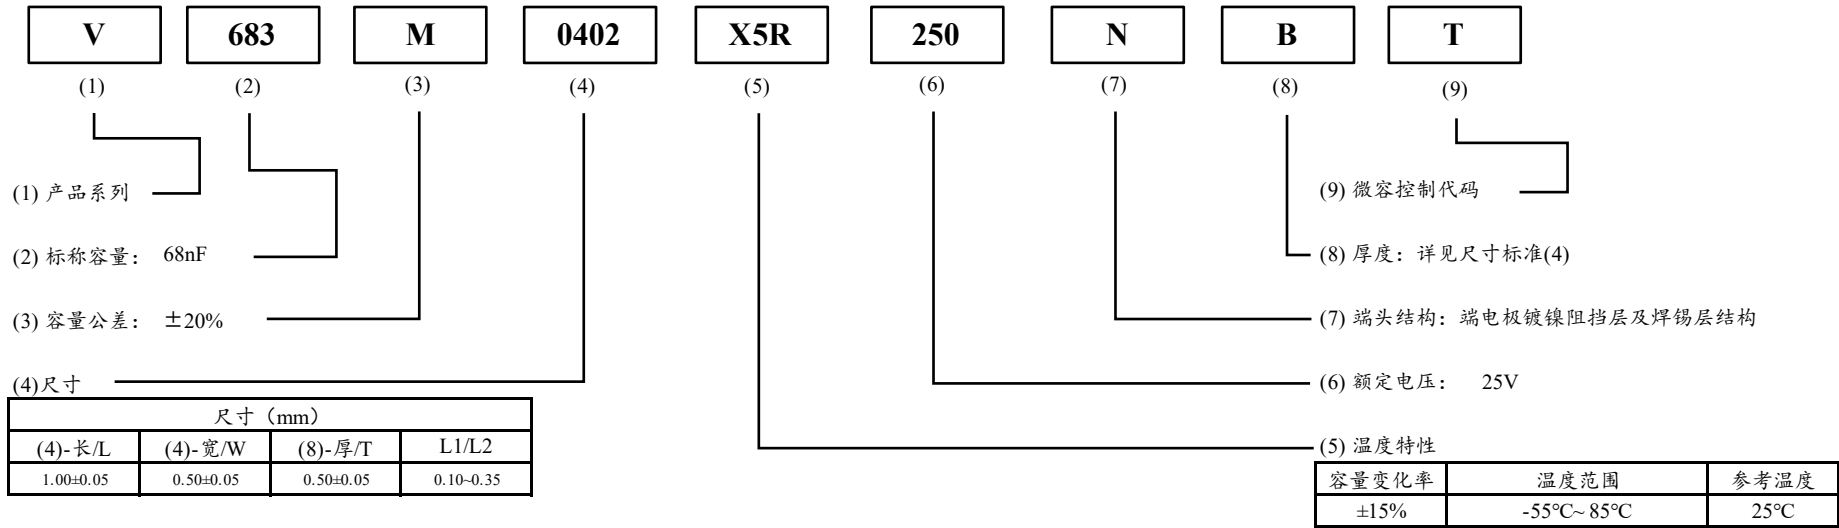 V 683 M 0402 X5R 250 N B T
(1) (2) (3) (4) (5) (6) (7) (8) (9)
(1) 产品系列
(9) 微容控制代码
(2) 标称容量： 68nF
(8) 厚度：详见尺寸标准(4)
(3) 容量公差： ±20%
(7) 端头结构：端电极镀镍阻挡层及焊锡层结构
(4)尺寸
(6) 额定电压： 25V
尺寸（mm）
(4)-长/L (4)-宽/W (8)-厚/T L1/L2
1.00±0.05 0.50±0.05 0.50±0.05 0.10~0.35
(5) 温度特性
容量变化率 温度范围 参考温度
±15% -55℃~ 85℃ 25℃